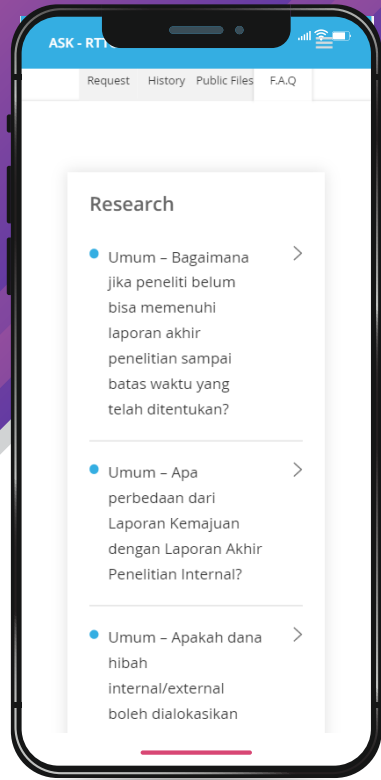 ASK -
Request History Public Files F.A.Q
Research
Umum – Bagaimana
jika peneliti belum
bisa memenuhi
laporan akhir
penelitian sampai
batas waktu yang
telah ditentukan?
Umum – Apa
perbedaan dari
Laporan Kemajuan
dengan Laporan Akhir
Penelitian Internal?
Umum – Apakah dana
hibah
internal/external
boleh dialokasikan